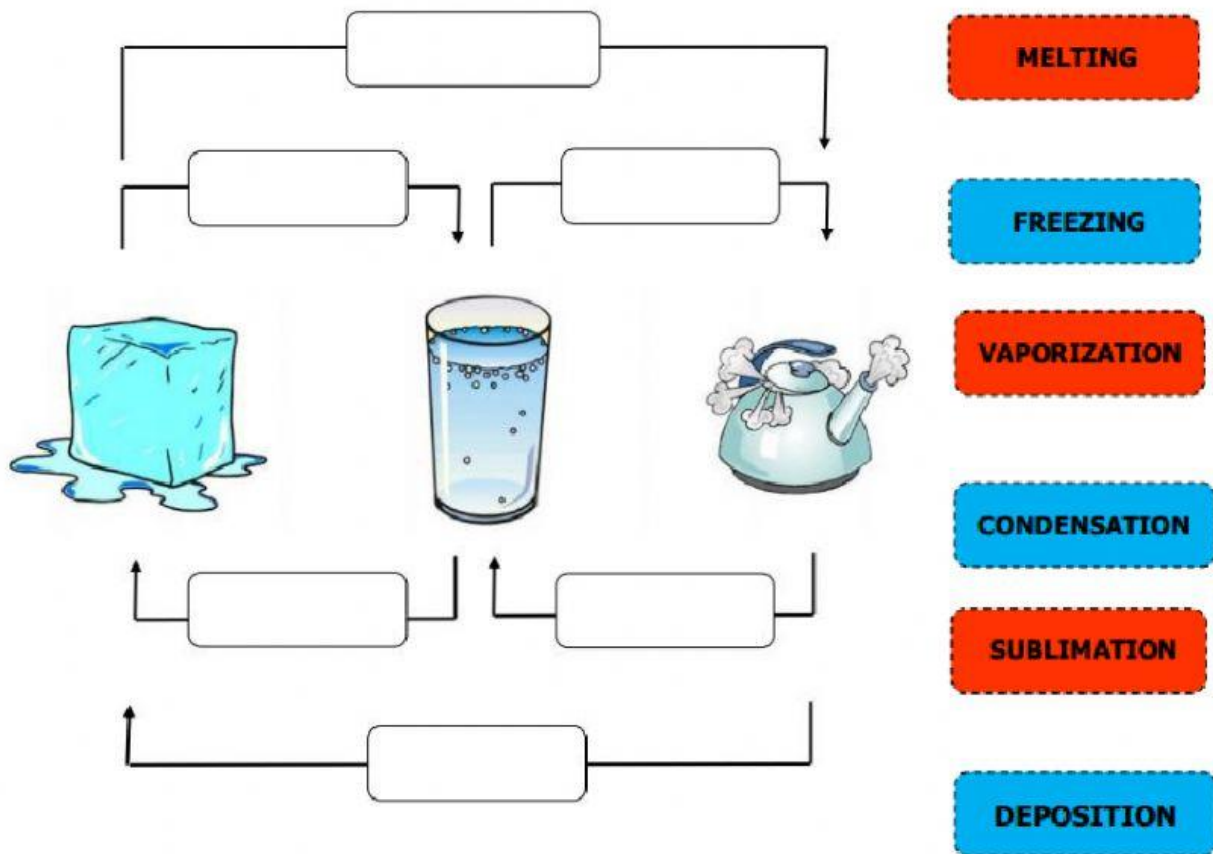 MELTING
FREEZING
VAPORIZATION
CONDENSATION
SUBLIMATION
DEPOSITION